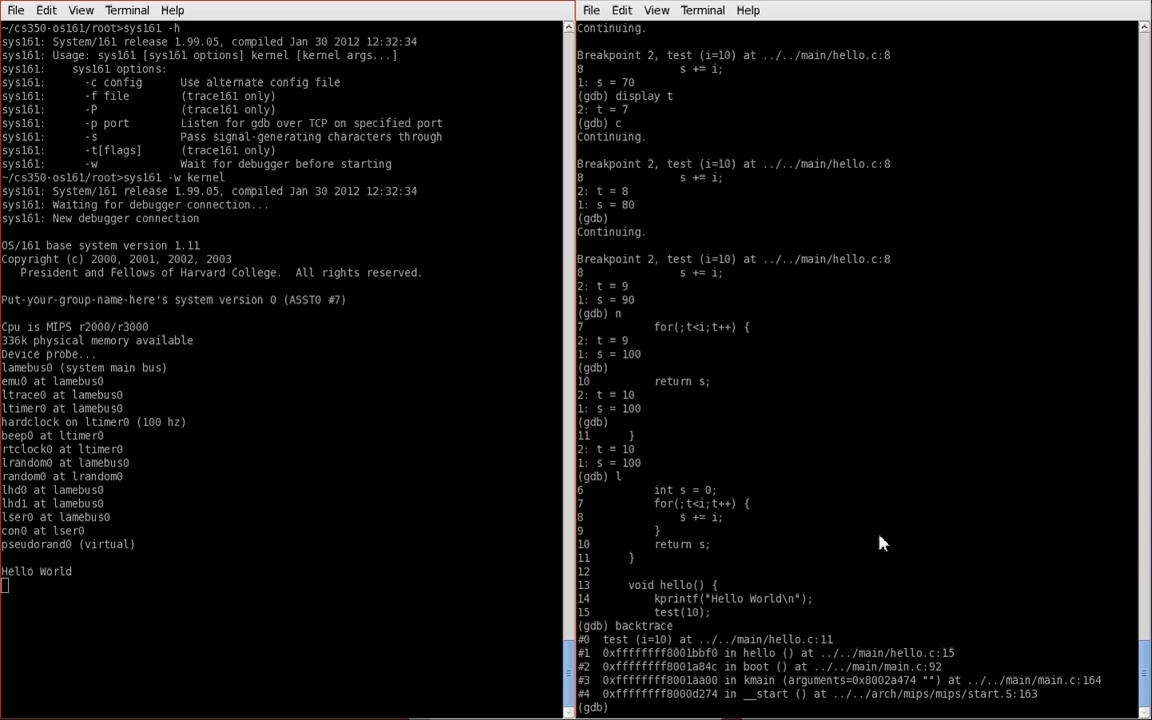 File Edit View Terminal Help
~/cs350-os161/root>sys161 -h
sys161: System/161 release 1.99.05, compiled Jan 30 2012 12:32:34
sys161: Usage: sys161 [sys161 options] kernel [kernel args...]
sys161:    sys161 options:
sys161:      -c config      Use alternate config file
sys161:      -f file        (trace161 only)
sys161:      -P             (trace161 only)
sys161:      -p port        Listen for gdb over TCP on specified port
sys161:      -s             Pass signal-generating characters through
sys161:      -t[flags]      (trace161 only)
sys161:      -w             Wait for debugger before starting
~/cs350-os161/root>sys161 -w kernel
sys161: System/161 release 1.99.05, compiled Jan 30 2012 12:32:34
sys161: Waiting for debugger connection...
sys161: New debugger connection
OS/161 base system version 1.11
Copyright (c) 2000, 2001, 2002, 2003
   President and Fellows of Harvard College.  All rights reserved.
Put-your-group-name-here's system version 0 (ASST0 #7)
Cpu is MIPS r2000/r3000
336k physical memory available
Device probe...
lamebus0 (system main bus)
emu0 at lamebus0
ltrace0 at lamebus0
ltimer0 at lamebus0
hardclock on ltimer0 (100 hz)
beep0 at ltimer0
rtclock0 at ltimer0
lrandom0 at lamebus0
random0 at lrandom0
lhd0 at lamebus0
lhd1 at lamebus0
lser0 at lamebus0
con0 at lser0
pseudorand0 (virtual)
Hello World
File Edit View Terminal Help
Continuing.
Breakpoint 2, test (i=10) at ../../main/hello.c:8
8               s += i;
1: s = 70
(gdb) display t
2: t = 7
(gdb) c
Continuing.
Breakpoint 2, test (i=10) at ../../main/hello.c:8
8               s += i;
2: t = 8
1: s = 80
(gdb)
Continuing.
Breakpoint 2, test (i=10) at ../../main/hello.c:8
8               s += i;
2: t = 9
1: s = 90
(gdb) n
7           for(;t<i;t++) {
2: t = 9
1: s = 100
(gdb)
10          return s;
2: t = 10
1: s = 100
(gdb)
11      }
2: t = 10
1: s = 100
(gdb) l
6           int s = 0;
7           for(;t<i;t++) {
8               s += i;
9           }
10          return s;
11      }
12
13      void hello() {
14          kprintf("Hello World\n");
15          test(10);
(gdb) backtrace
#0  test (i=10) at ../../main/hello.c:11
#1  0xffffffff8001bbf0 in hello () at ../../main/hello.c:15
#2  0xffffffff8001a84c in boot () at ../../main/main.c:92
#3  0xffffffff8001aa00 in kmain (arguments=0x8002a474 "") at ../../main/main.c:164
#4  0xffffffff8000d274 in __start () at ../../arch/mips/mips/start.S:163
(gdb)